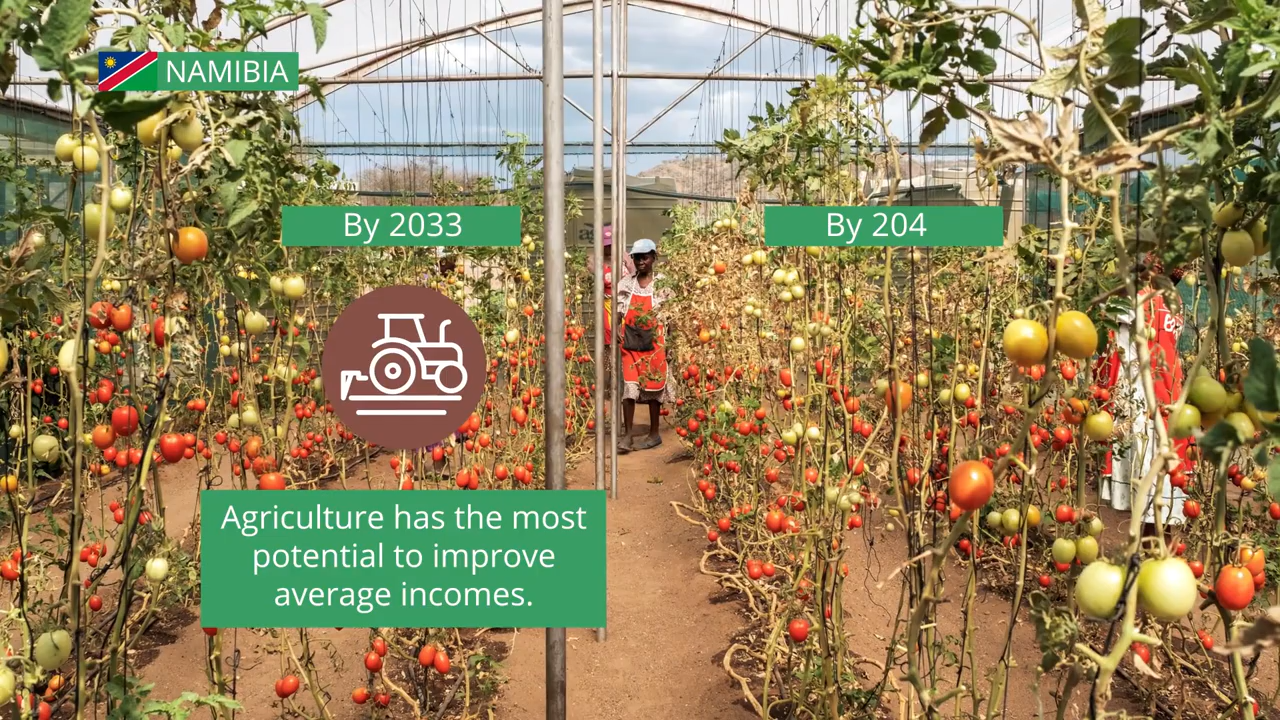 NAMIBIA
By 2033
By 204
Agriculture has the most
potential to improve
average incomes.